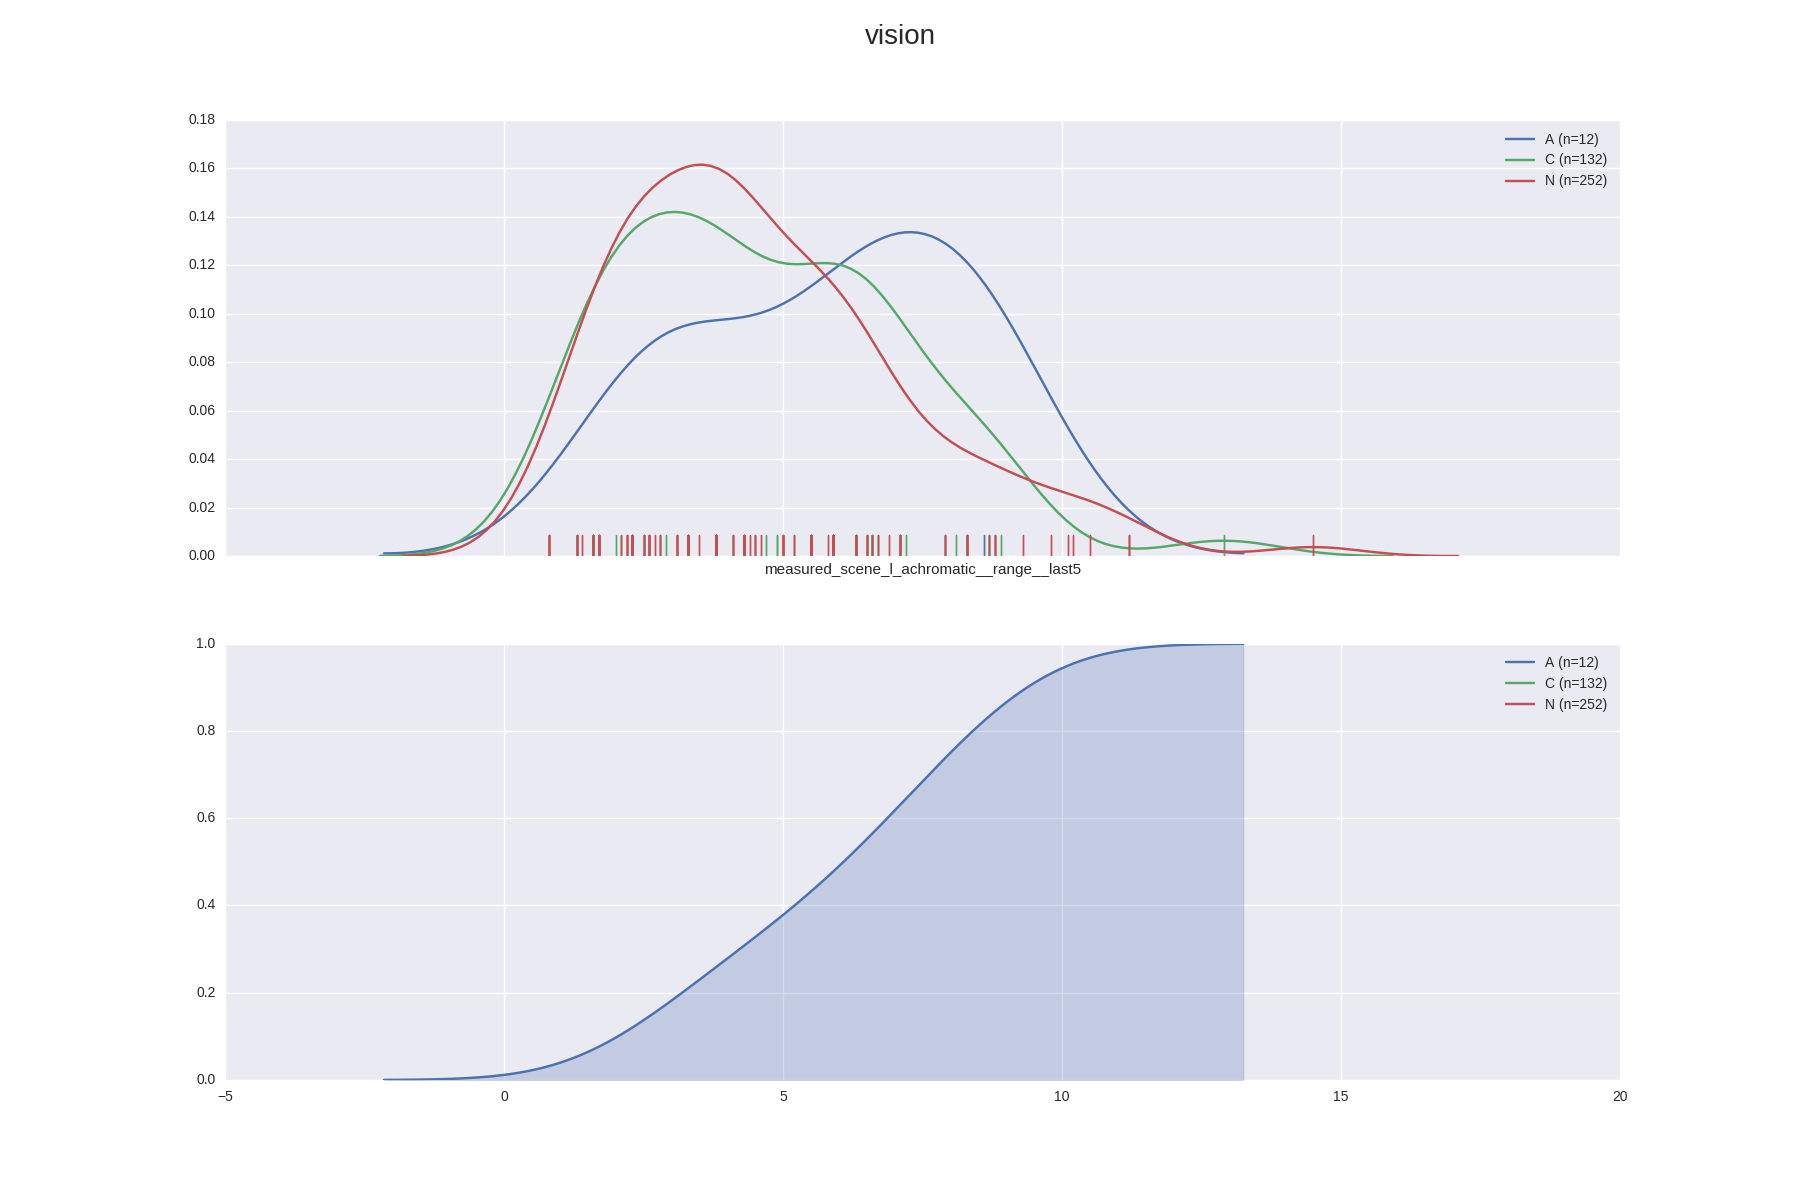 vision
0.18
0.16
0.14
0.12
0.10
0.08
0.06
0.04
0.02
0.00
A (n=12)
C (n=132)
N (n=252)
measured_scene_l_achromatic__range__last5
1.0
0.8
0.6
0.4
0.2
0.0
A (n=12)
C (n=132)
N (n=252)
−5 0 5 10 15 20